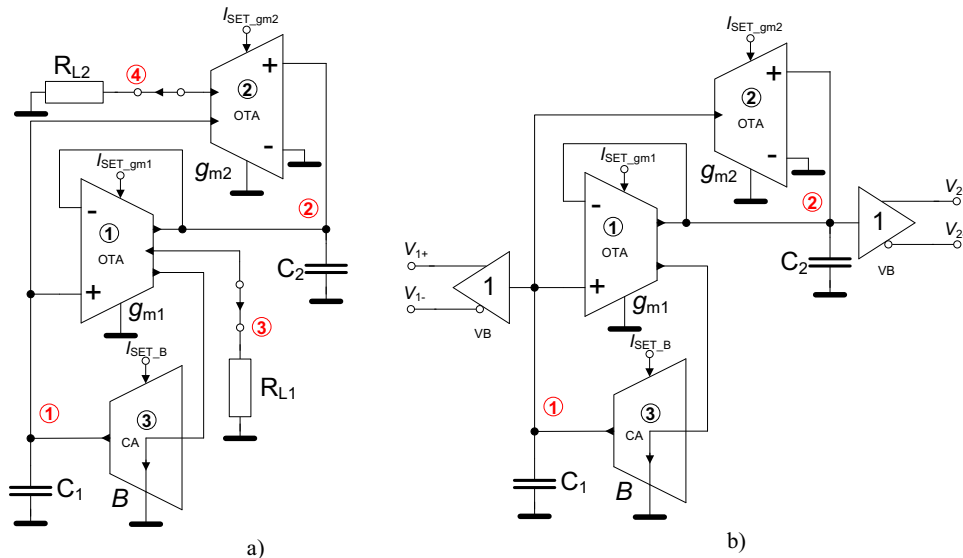 I_SET_gm2
R_L2
④
+
②
OTA
-
g_m2
I_SET_gm1
-
①
OTA
+
g_m1
②
C_2
③
R_L1
I_SET_B
①
③
CA
B
C_1
a)
I_SET_gm2
+
②
OTA
-
g_m2
I_SET_gm1
-
①
OTA
+
g_m1
②
1
V_2
V_2
VB
C_2
V_1+
V_1-
1
VB
I_SET_B
①
③
CA
B
C_1
b)